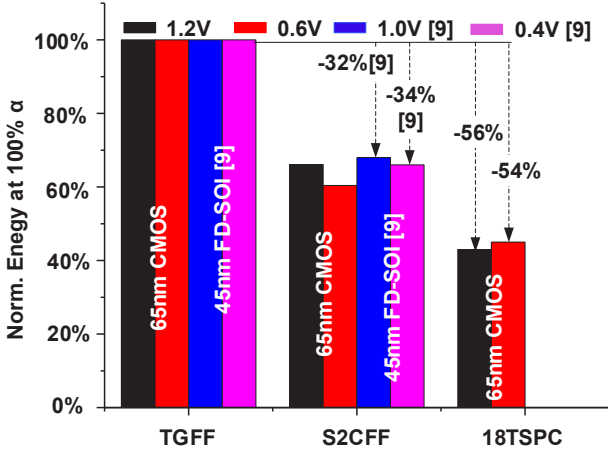 1.2V 0.6V 1.0V [9] 0.4V [9]
Norm. Enegy at 100% α
100%
80%
60%
40%
20%
0%
-32%[9]
-34%
[9]
-56%
-54%
65nm CMOS
45nm FD-SOI [9]
65nm CMOS
45nm FD-SOI [9]
65nm CMOS
TGFF S2CFF 18TSPC